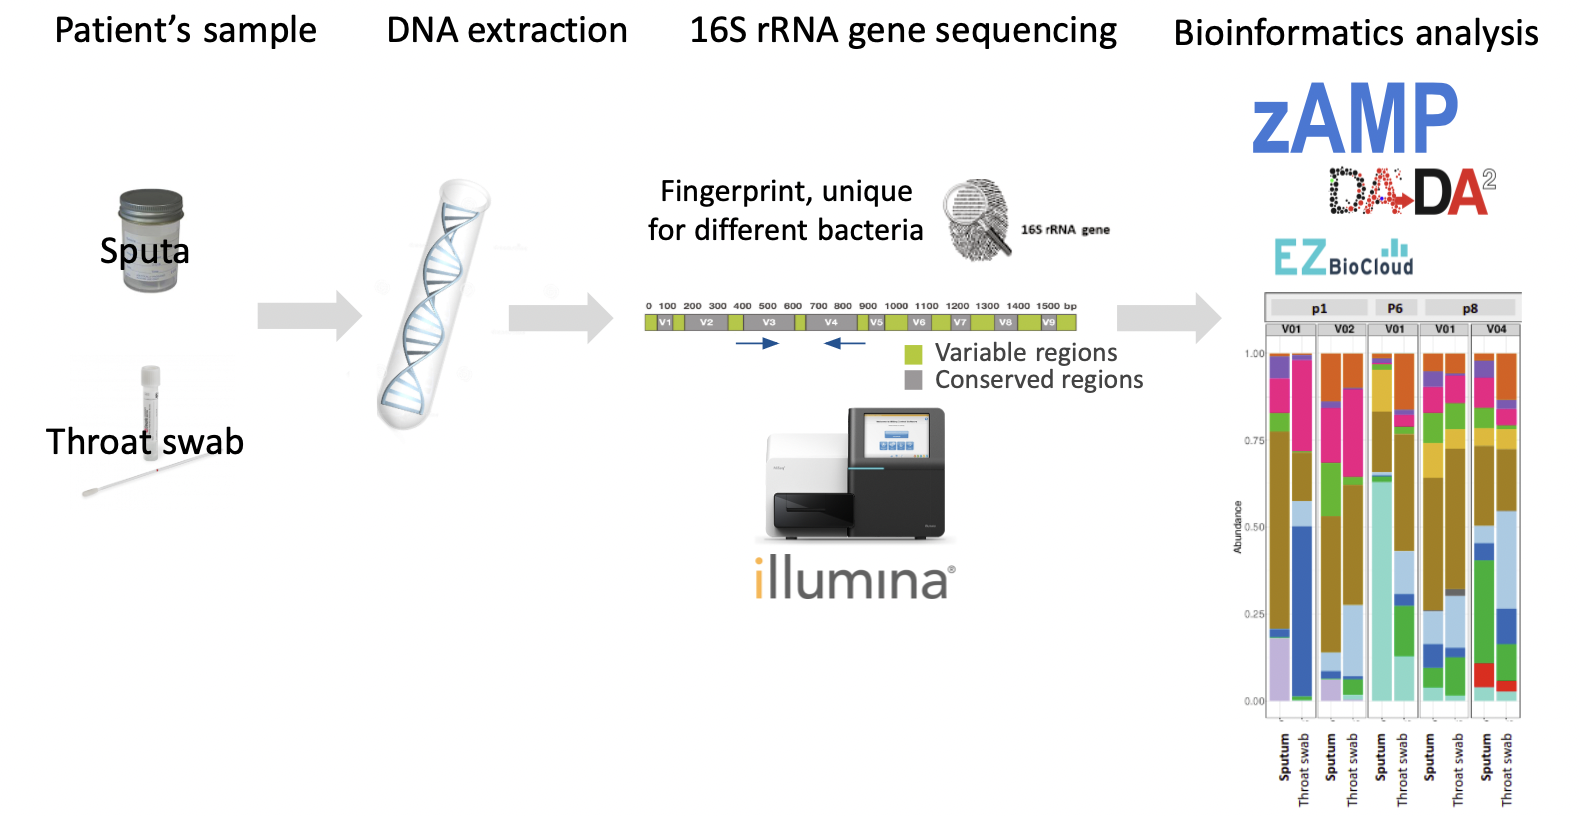 Patient’s sample
DNA extraction
16S rRNA gene sequencing
Bioinformatics analysis
Sputa
Throat swab
Fingerprint, unique
for different bacteria
16S rRNA gene
0 100 200 300 400 500 600 700 800 900 1000 1100 1200 1300 1400 1500 bp
V1 V2 V3 V4 V5 V6 V7 V8 V9
Variable regions
Conserved regions
illumina®
zAMP
DADA2
EZBioCloud
p1 P6 p8
V01 V02 V01 V01 V04
1.00
0.75
0.50
0.25
0.00
Abundance
Sputum
Throat swab
Sputum
Throat swab
Sputum
Throat swab
Sputum
Throat swab
Sputum
Throat swab